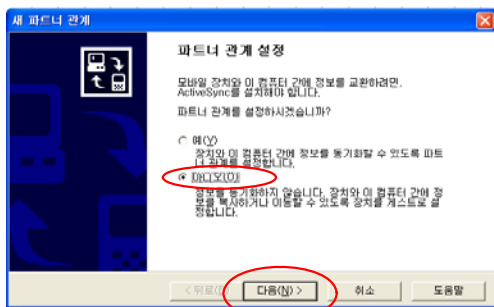 새 파트너 관계
파트너 관계 설정
모바일 장치와 이 컴퓨터 간에 정보를 교환하려면,
ActiveSync를 설치해야 합니다.
파트너 관계를 설정하시겠습니까?
예(Y)
장치와 이 컴퓨터 간에 정보를 동기화할 수 있도록 파트
너 관계를 설정합니다.
아니오(O)
정보를 동기화하지 않습니다. 장치와 이 컴퓨터 간에 정
보를 복사하거나 이동할 수 있도록 장치를 게스트로 설
정합니다.
< 뒤로(B)
다음(N) >
취소
도움말